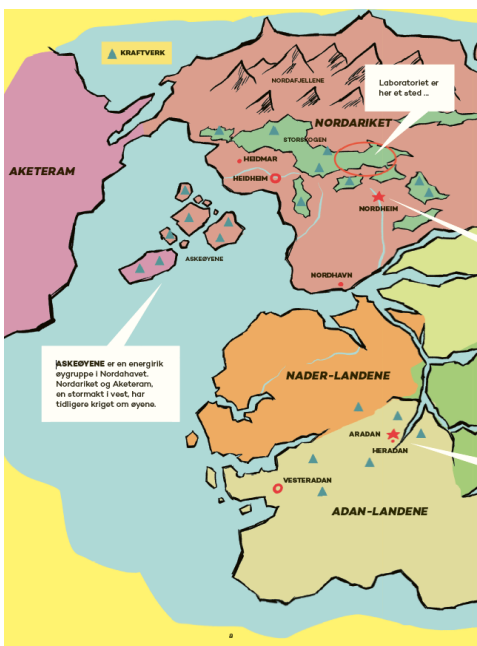 KRAFTVERK
NORDAFJELLENE
Laboratoriet er
her et sted ...
NORDARIKET
STORSKOGEN
AKETERAM
HEIDMAR
HEIDHEIM
NORDHEIM
ASKEØYENE
NORDHAVN
ASKEØYENE er en energirik
øygruppe i Nordohavet.
Nordariket og Aketeram,
en stormakt i vest, har
tidligere kriget om øyene.
NADER-LANDENE
ARADAN
HERADAN
VESTERADAN
ADAN-LANDENE